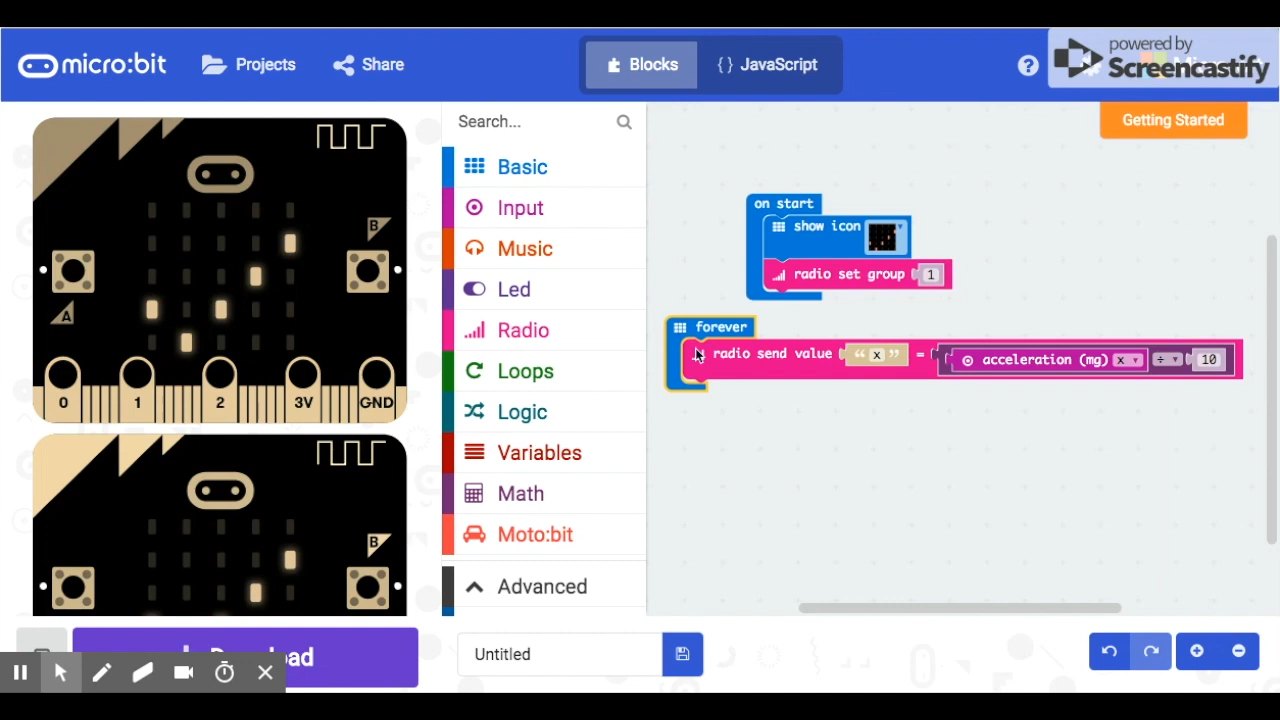 micro:bit
Projects
Share
Blocks
{ } JavaScript
?
powered by
Screencastify
Getting Started
Search...
Basic
Input
Music
Led
Radio
Loops
Logic
Variables
Math
Moto:bit
Advanced
on start
show icon
radio set group 1
forever
radio send value “ x ” = acceleration (mg) x ÷ 10
B
A
0 1 2 3V GND
B
Untitled